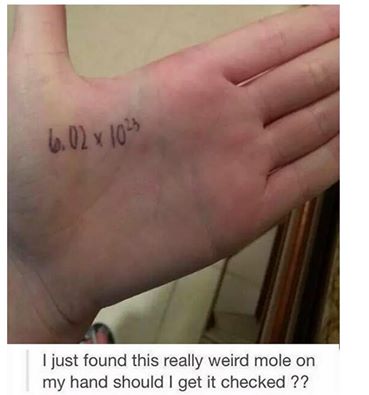 6.02 x 10²³
I just found this really weird mole on
my hand should I get it checked ??